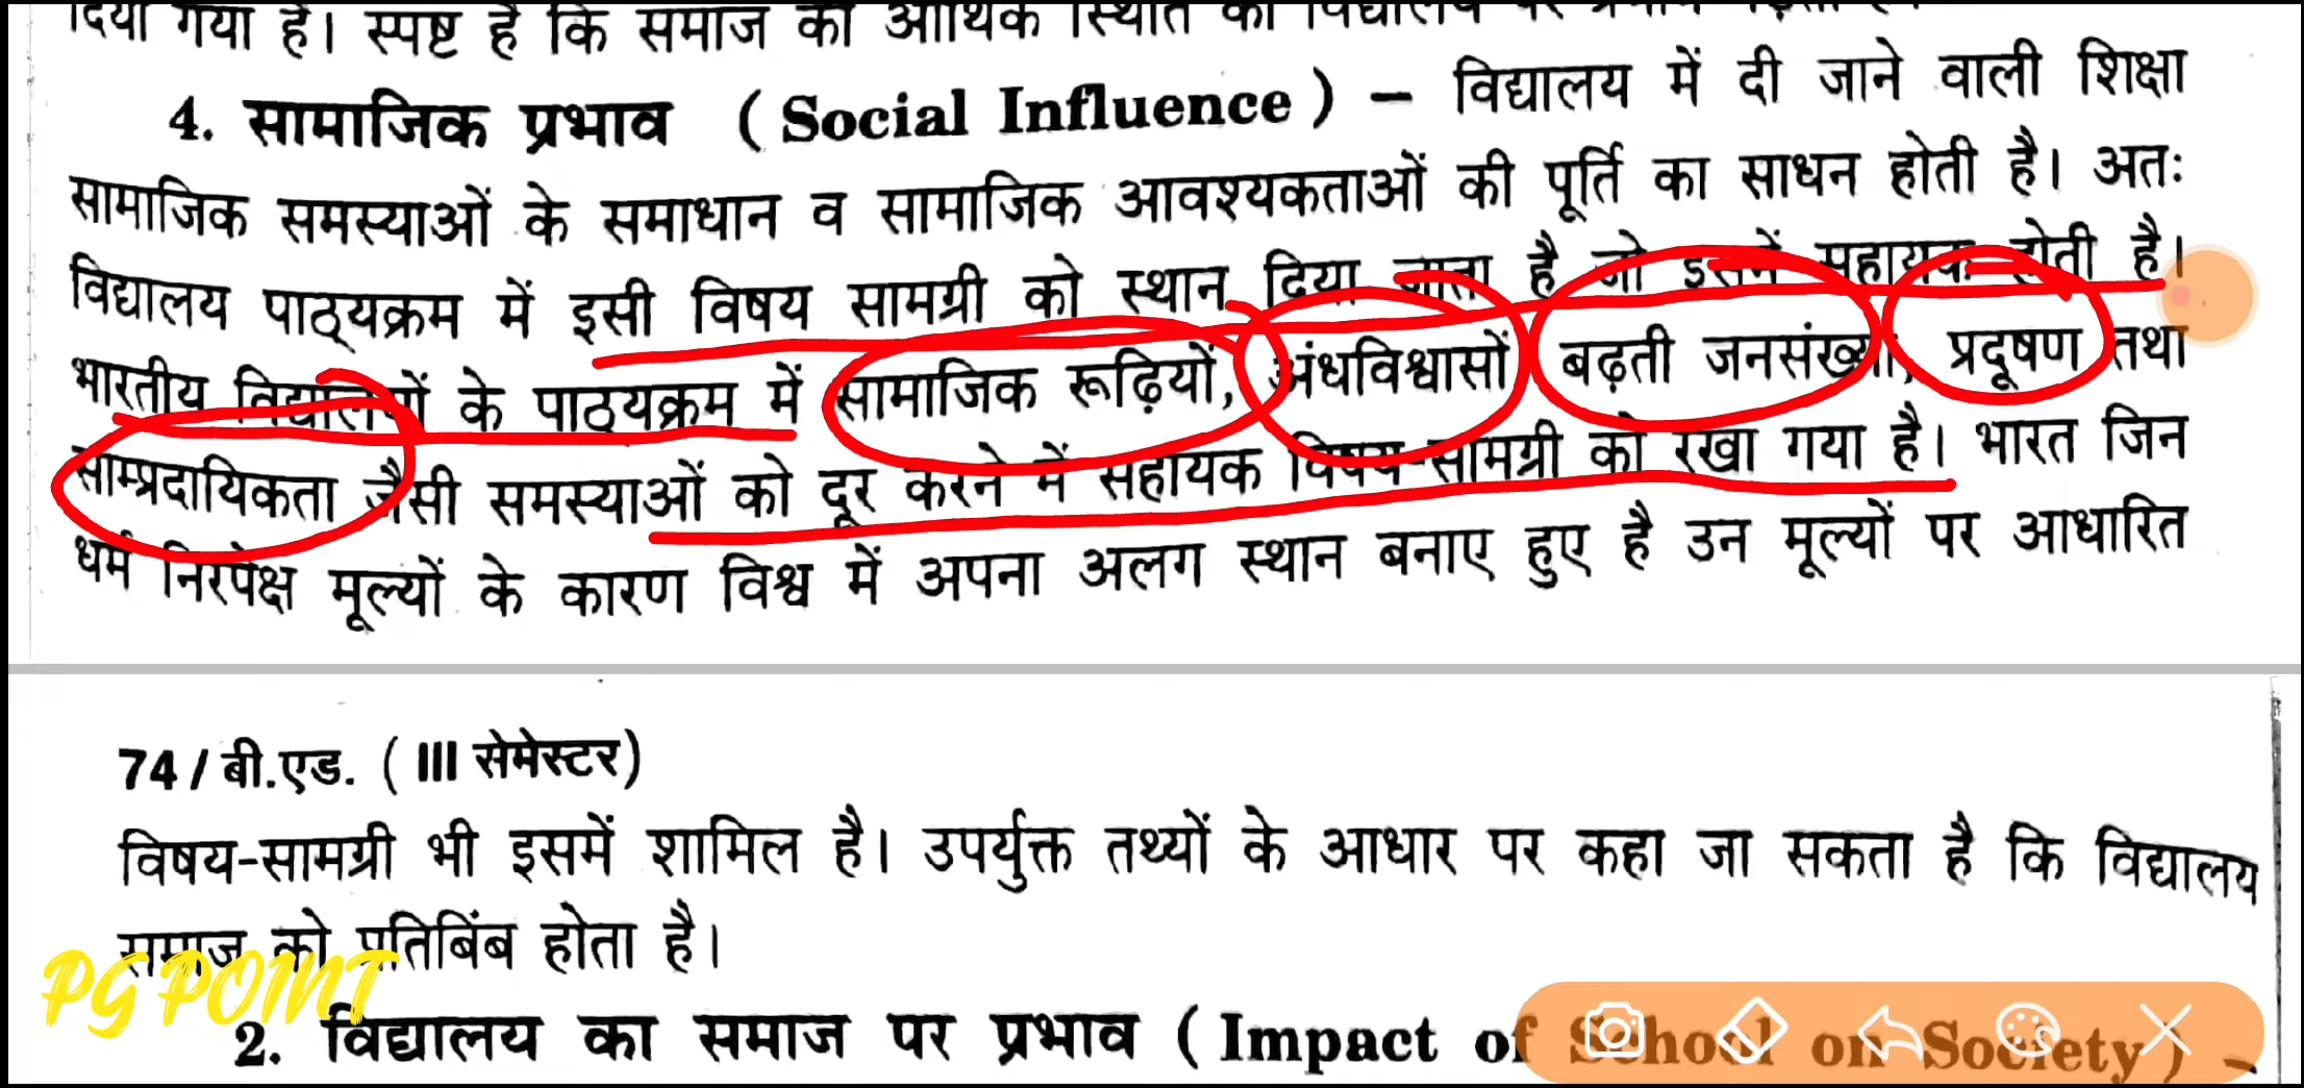 दिया गया है। स्पष्ट है कि समाज की आर्थिक स्थिति का विद्यालय पर प्रभाव पड़ता है।
4. सामाजिक प्रभाव ( Social Influence ) – विद्यालय में दी जाने वाली शिक्षा
सामाजिक समस्याओं के समाधान व सामाजिक आवश्यकताओं की पूर्ति का साधन होती है। अतः
विद्यालय पाठ्यक्रम में इसी विषय सामग्री को स्थान दिया जाता है जो इसमें सहायक होती है।
भारतीय विद्यालयों के पाठ्यक्रम में सामाजिक रूढ़ियों, अंधविश्वासों, बढ़ती जनसंख्या, प्रदूषण तथा
साम्प्रदायिकता जैसी समस्याओं को दूर करने में सहायक विषय-सामग्री को रखा गया है। भारत जिन
धर्म निरपेक्ष मूल्यों के कारण विश्व में अपना अलग स्थान बनाए हुए है उन मूल्यों पर आधारित
74 / बी.एड. ( III सेमेस्टर)
विषय-सामग्री भी इसमें शामिल है। उपर्युक्त तथ्यों के आधार पर कहा जा सकता है कि विद्यालय
समाज को प्रतिबिंब होता है।
PG POINT
2. विद्यालय का समाज पर प्रभाव ( Impact of School on Society ) –